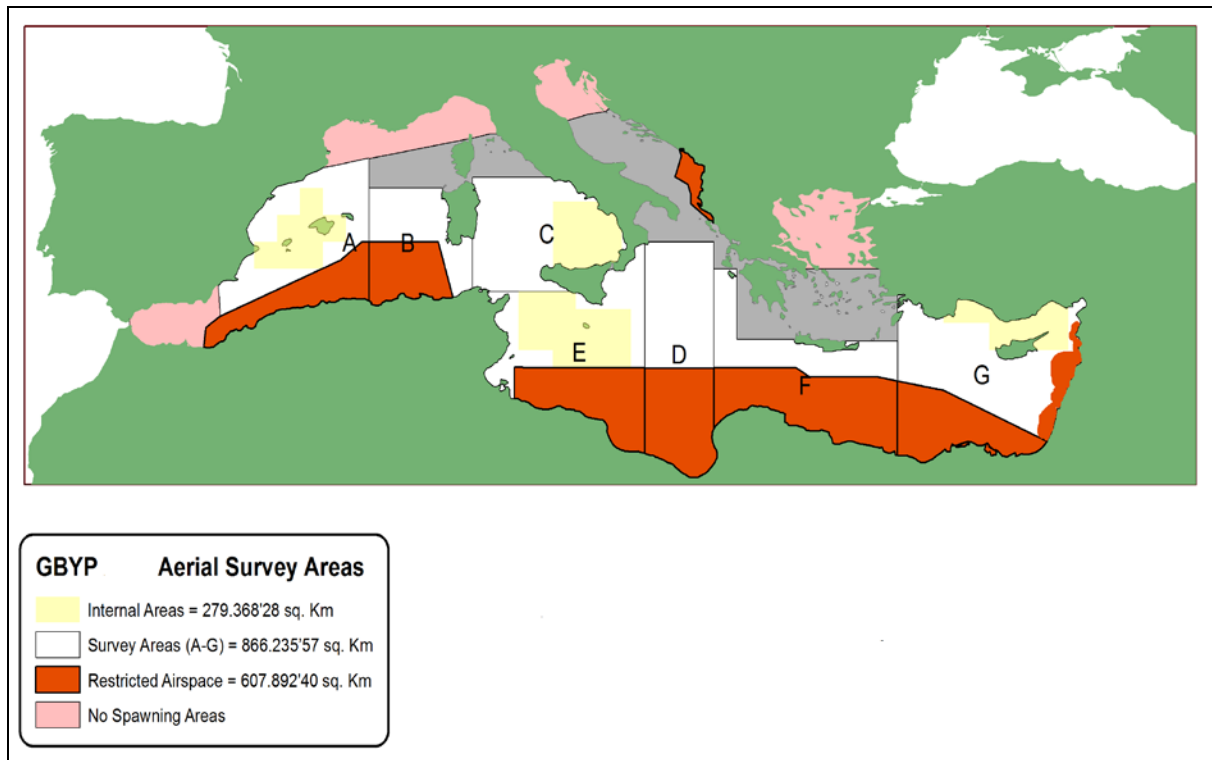 A
B
C
E
D
F
G
GBYP Aerial Survey Areas
Internal Areas = 279.368'28 sq. Km
Survey Areas (A-G) = 866.235'57 sq. Km
Restricted Airspace = 607.892'40 sq. Km
No Spawning Areas